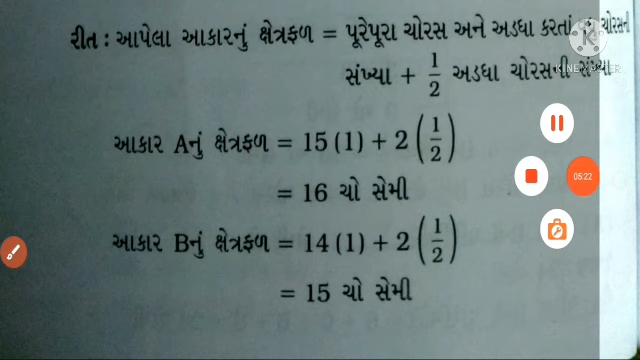 રીત : આપેલા આકારનું ક્ષેત્રફળ = પૂરેપૂરા ચોરસ અને અડધા કરતાં ચોરસની
સંખ્યા + 1/2 અડધા ચોરસની સંખ્યા
આકાર Aનું ક્ષેત્રફળ = 15 (1) + 2 (1/2)
= 16 ચો સેમી
આકાર Bનું ક્ષેત્રફળ = 14 (1) + 2 (1/2)
= 15 ચો સેમી
05:22